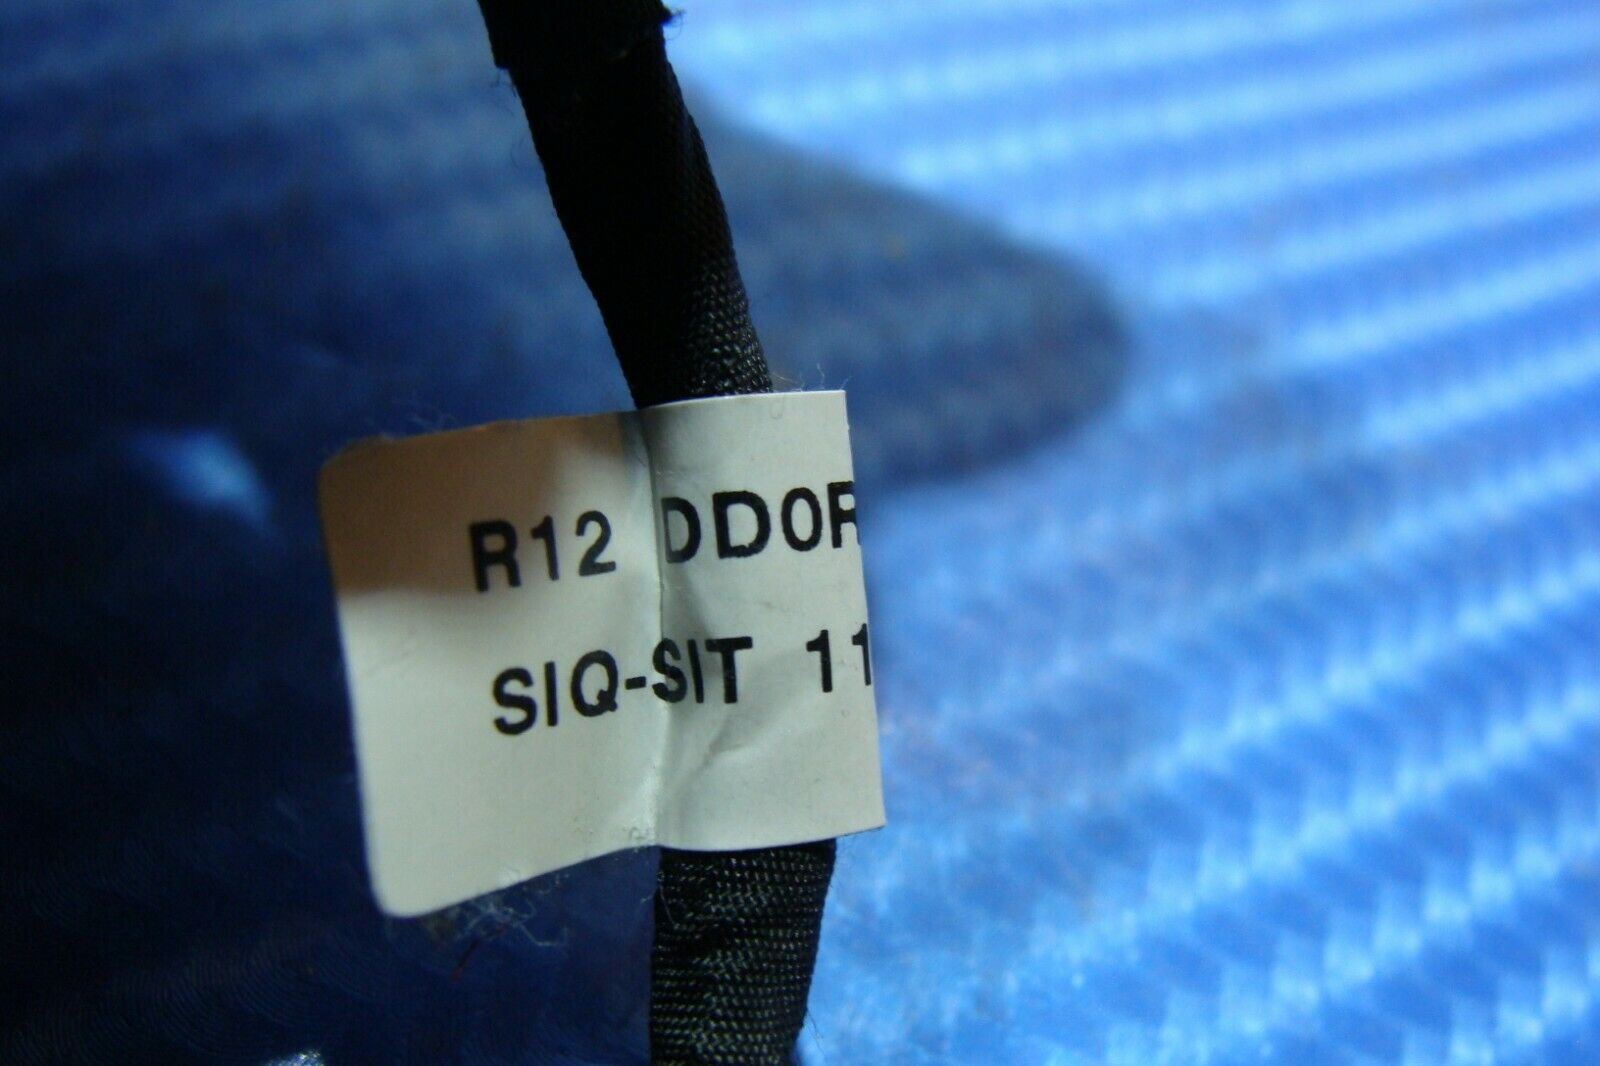 R12 DD0R
SIQ-SIT 11